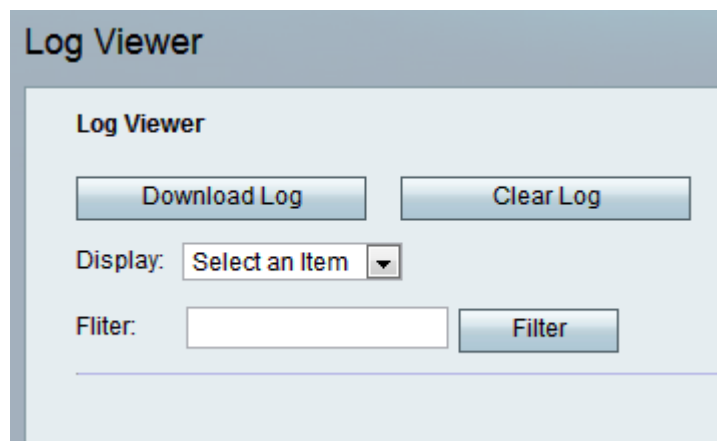 Log Viewer
Log Viewer
Download Log Clear Log
Display: Select an Item
Fliter: Filter